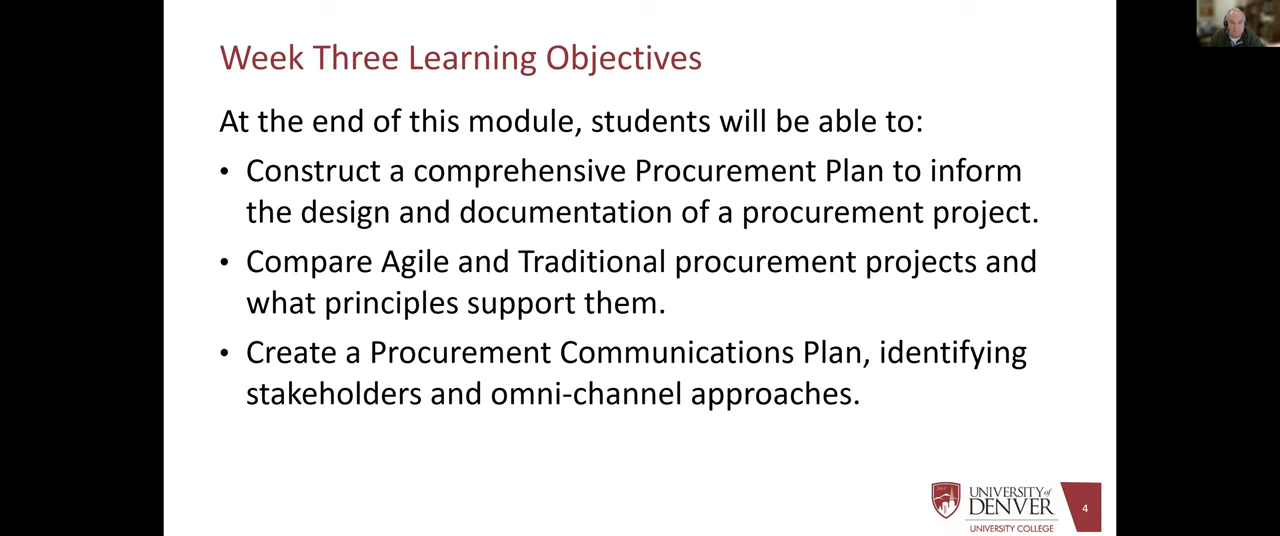 Week Three Learning Objectives
At the end of this module, students will be able to:
• Construct a comprehensive Procurement Plan to inform
the design and documentation of a procurement project.
• Compare Agile and Traditional procurement projects and
what principles support them.
• Create a Procurement Communications Plan, identifying
stakeholders and omni-channel approaches.
UNIVERSITY of
DENVER
UNIVERSITY COLLEGE
4